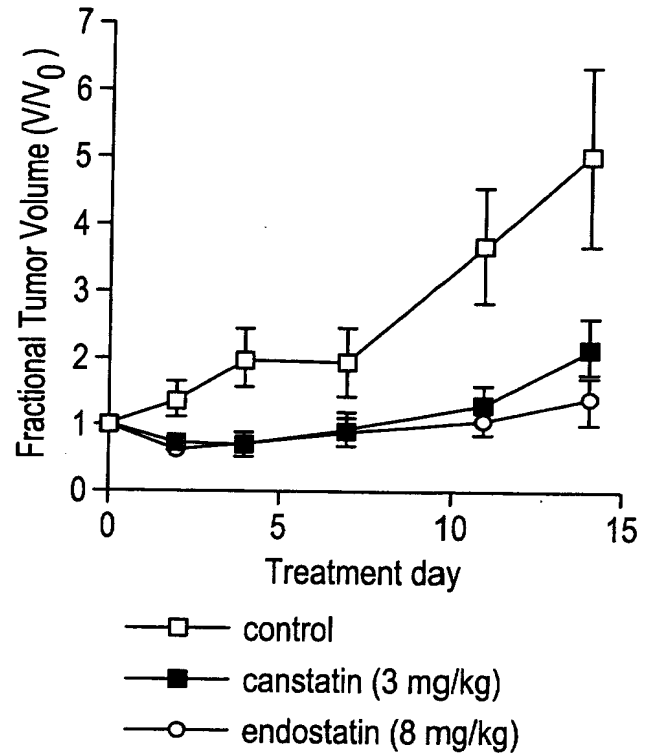 Fractional Tumor Volume (V/V₀)
7
6
5
4
3
2
1
0
0 5 10 15
Treatment day
control
canstatin (3 mg/kg)
endostatin (8 mg/kg)